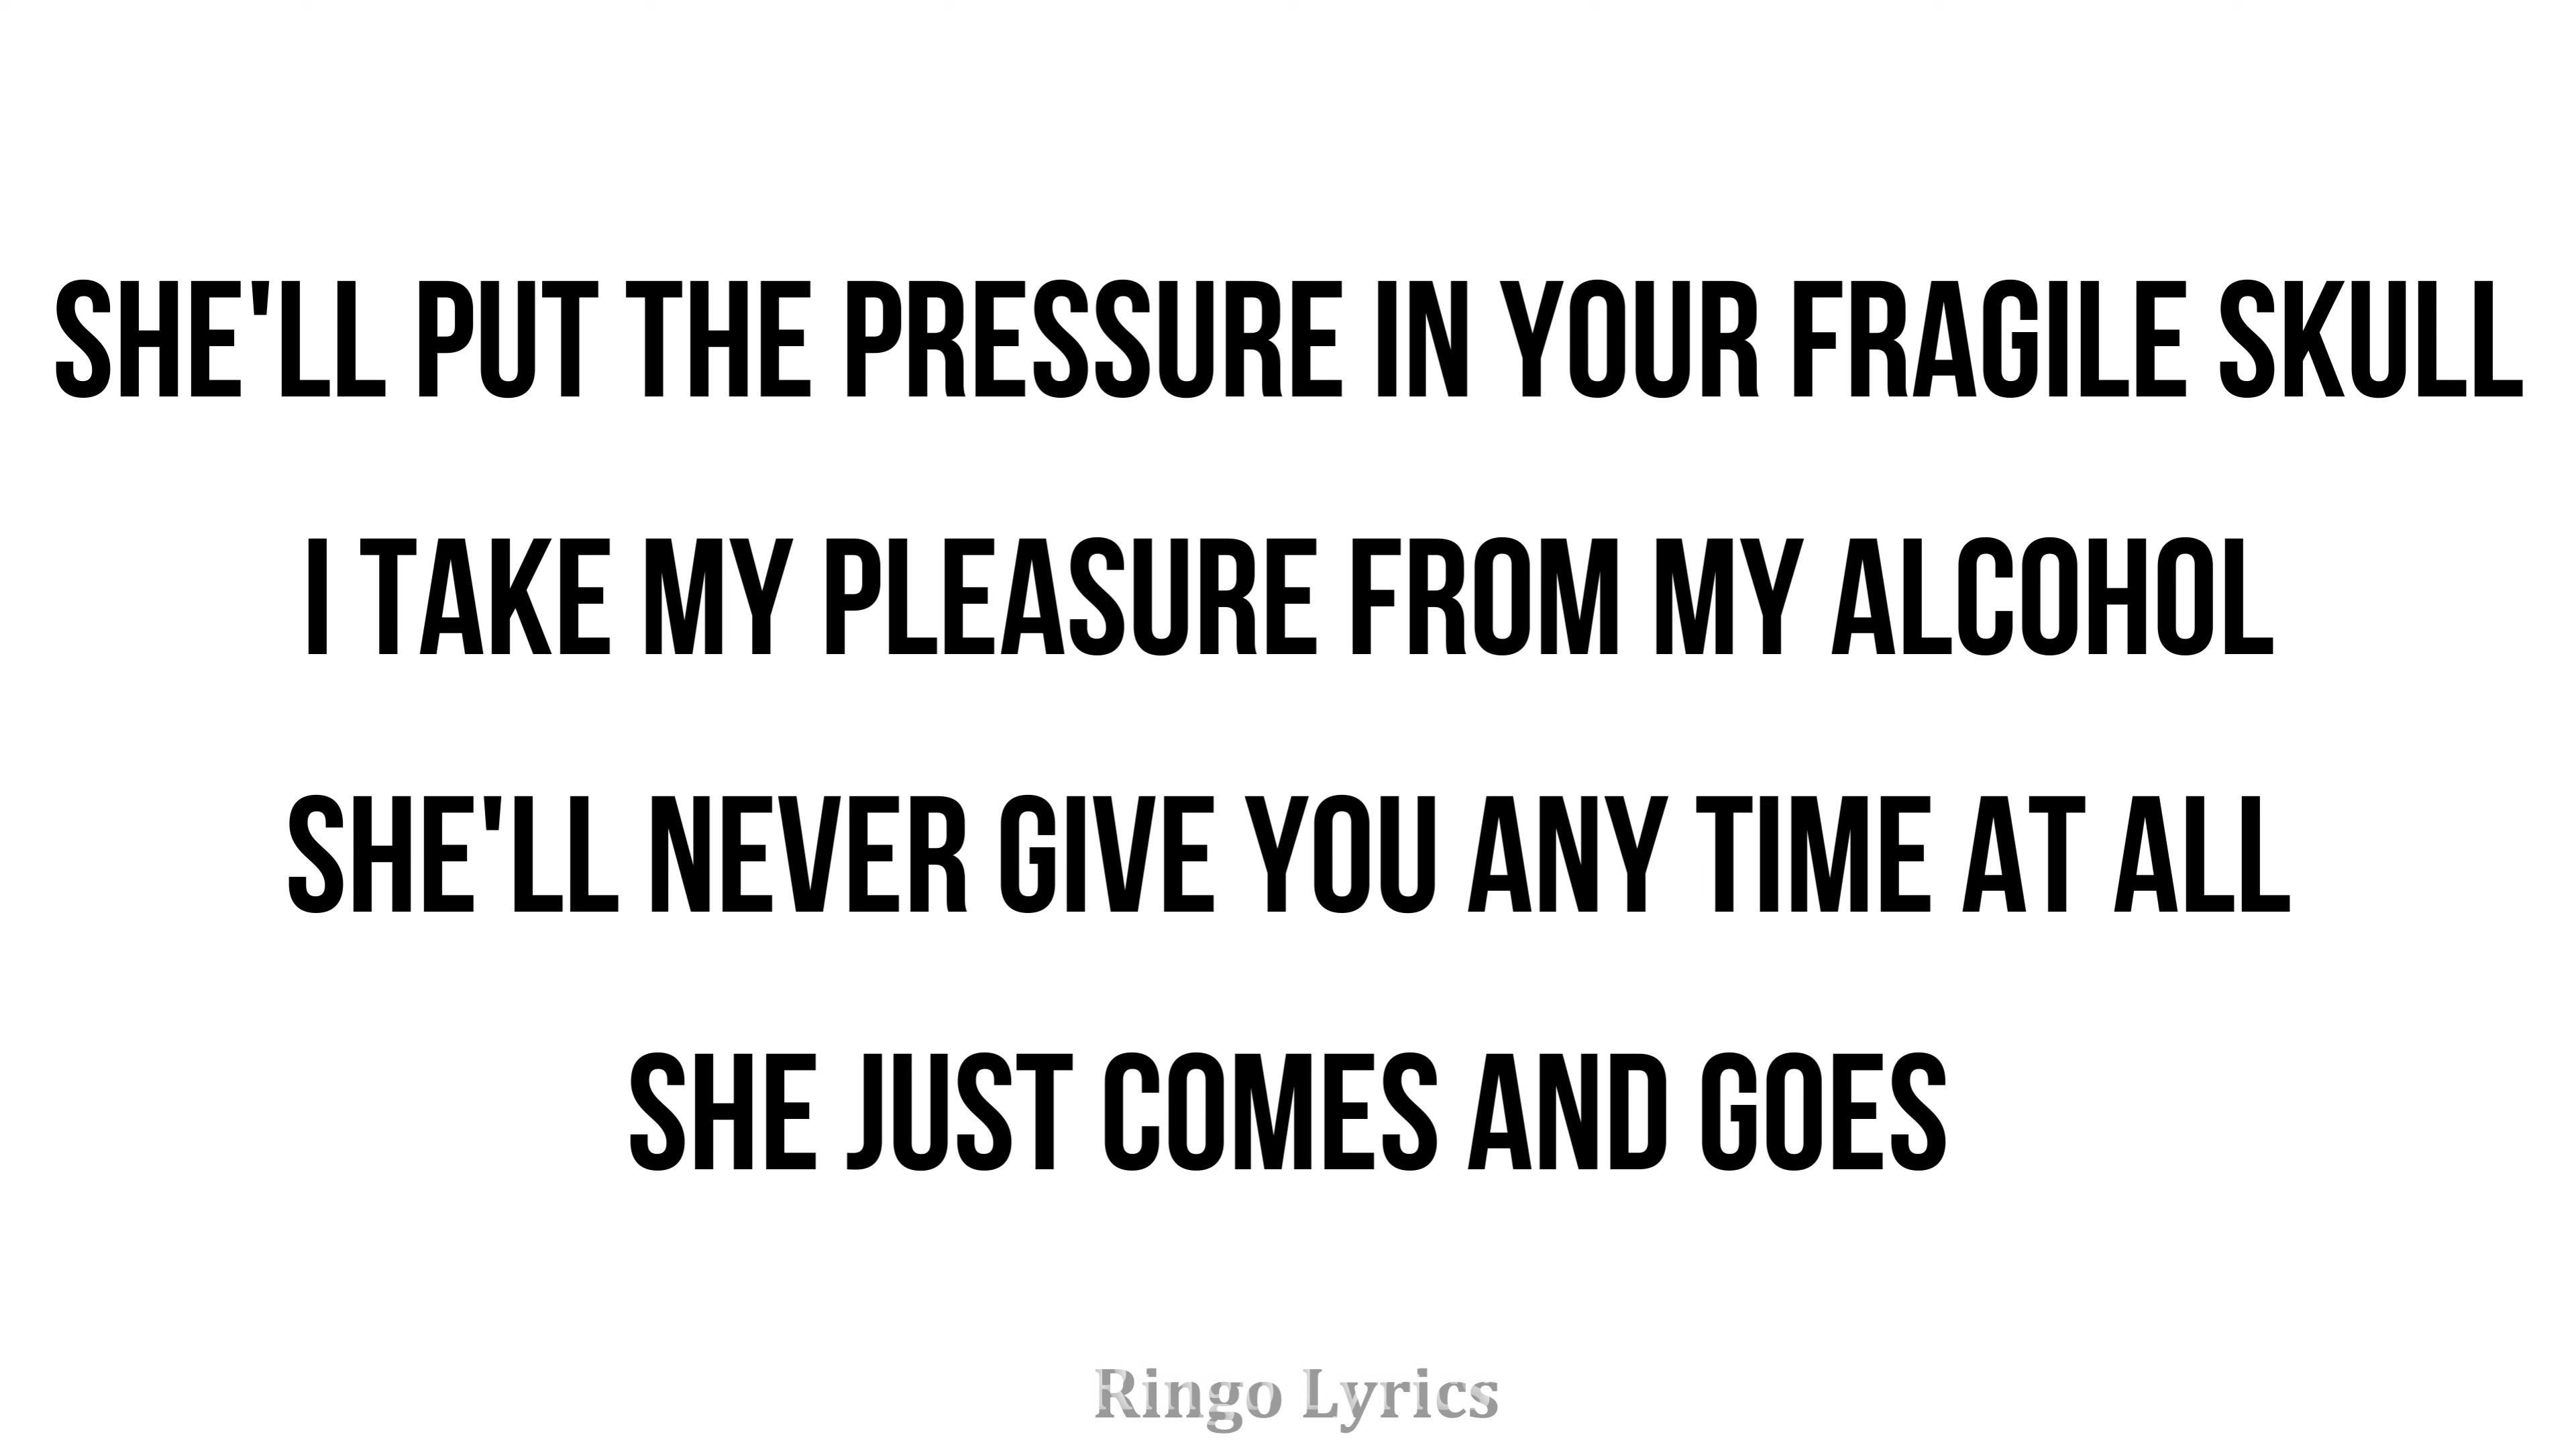 SHE'LL PUT THE PRESSURE IN YOUR FRAGILE SKULL
I TAKE MY PLEASURE FROM MY ALCOHOL
SHE'LL NEVER GIVE YOU ANY TIME AT ALL
SHE JUST COMES AND GOES
Ringo Lyrics